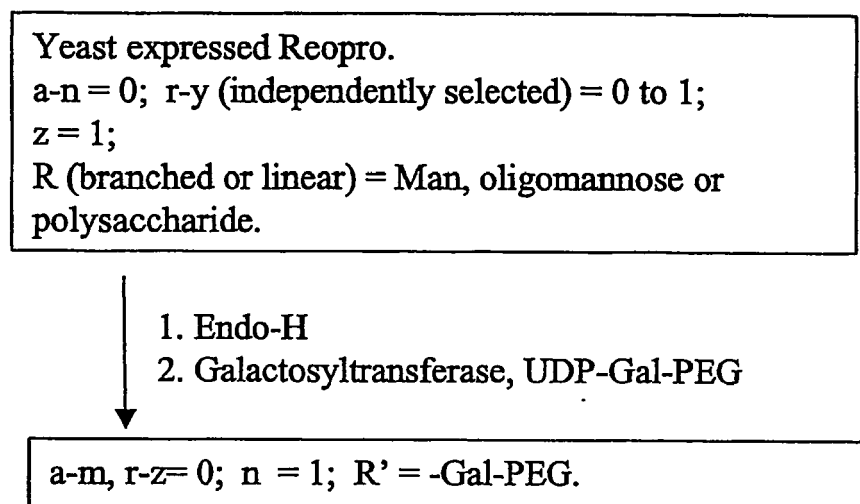 Yeast expressed Reopro.
a-n = 0; r-y (independently selected) = 0 to 1;
z = 1;
R (branched or linear) = Man, oligomannose or
polysaccharide.
1. Endo-H
2. Galactosyltransferase, UDP-Gal-PEG
a-m, r-z= 0; n = 1; R' = -Gal-PEG.